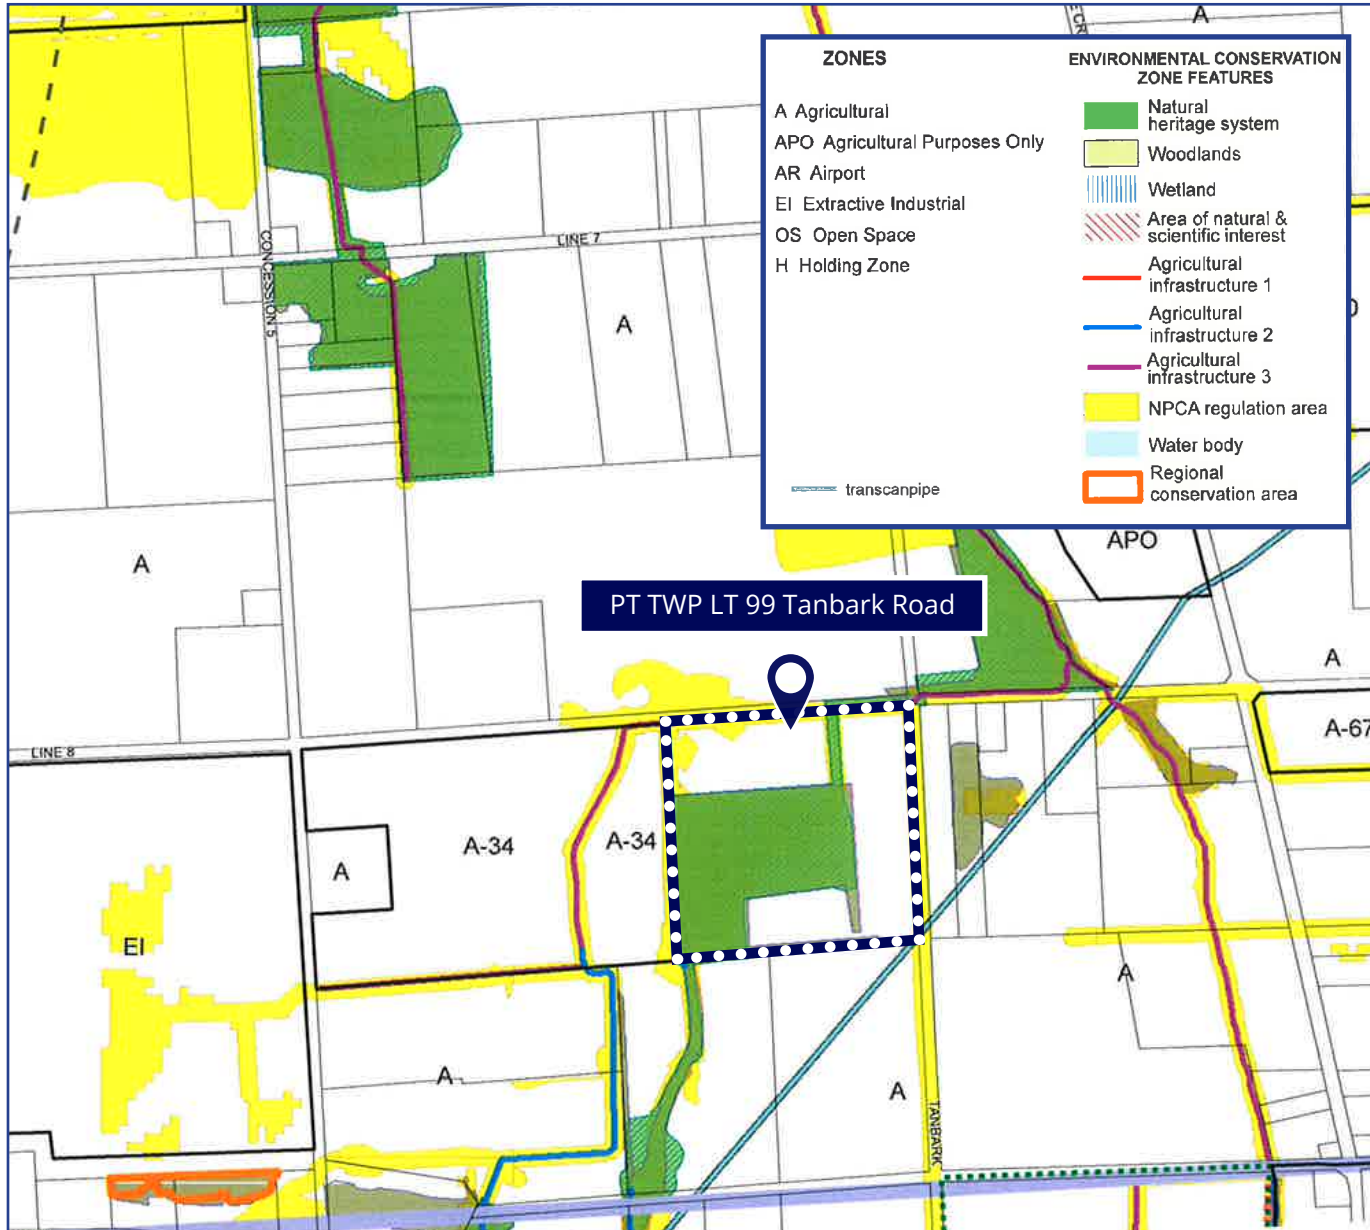 A
ZONES
A Agricultural
APO Agricultural Purposes Only
AR Airport
EI Extractive Industrial
OS Open Space
H Holding Zone
transcanpipe
ENVIRONMENTAL CONSERVATION
ZONE FEATURES
Natural
heritage system
Woodlands
Wetland
Area of natural &
scientific interest
Agricultural
infrastructure 1
Agricultural
infrastructure 2
Agricultural
infrastructure 3
NPCA regulation area
Water body
Regional
conservation area
CONCESSION 5
LINE 7
A
A
APO
PT TWP LT 99 Tanbark Road
A
A-67
LINE 8
A-34
A-34
A
EI
A
A
A
TANBARK